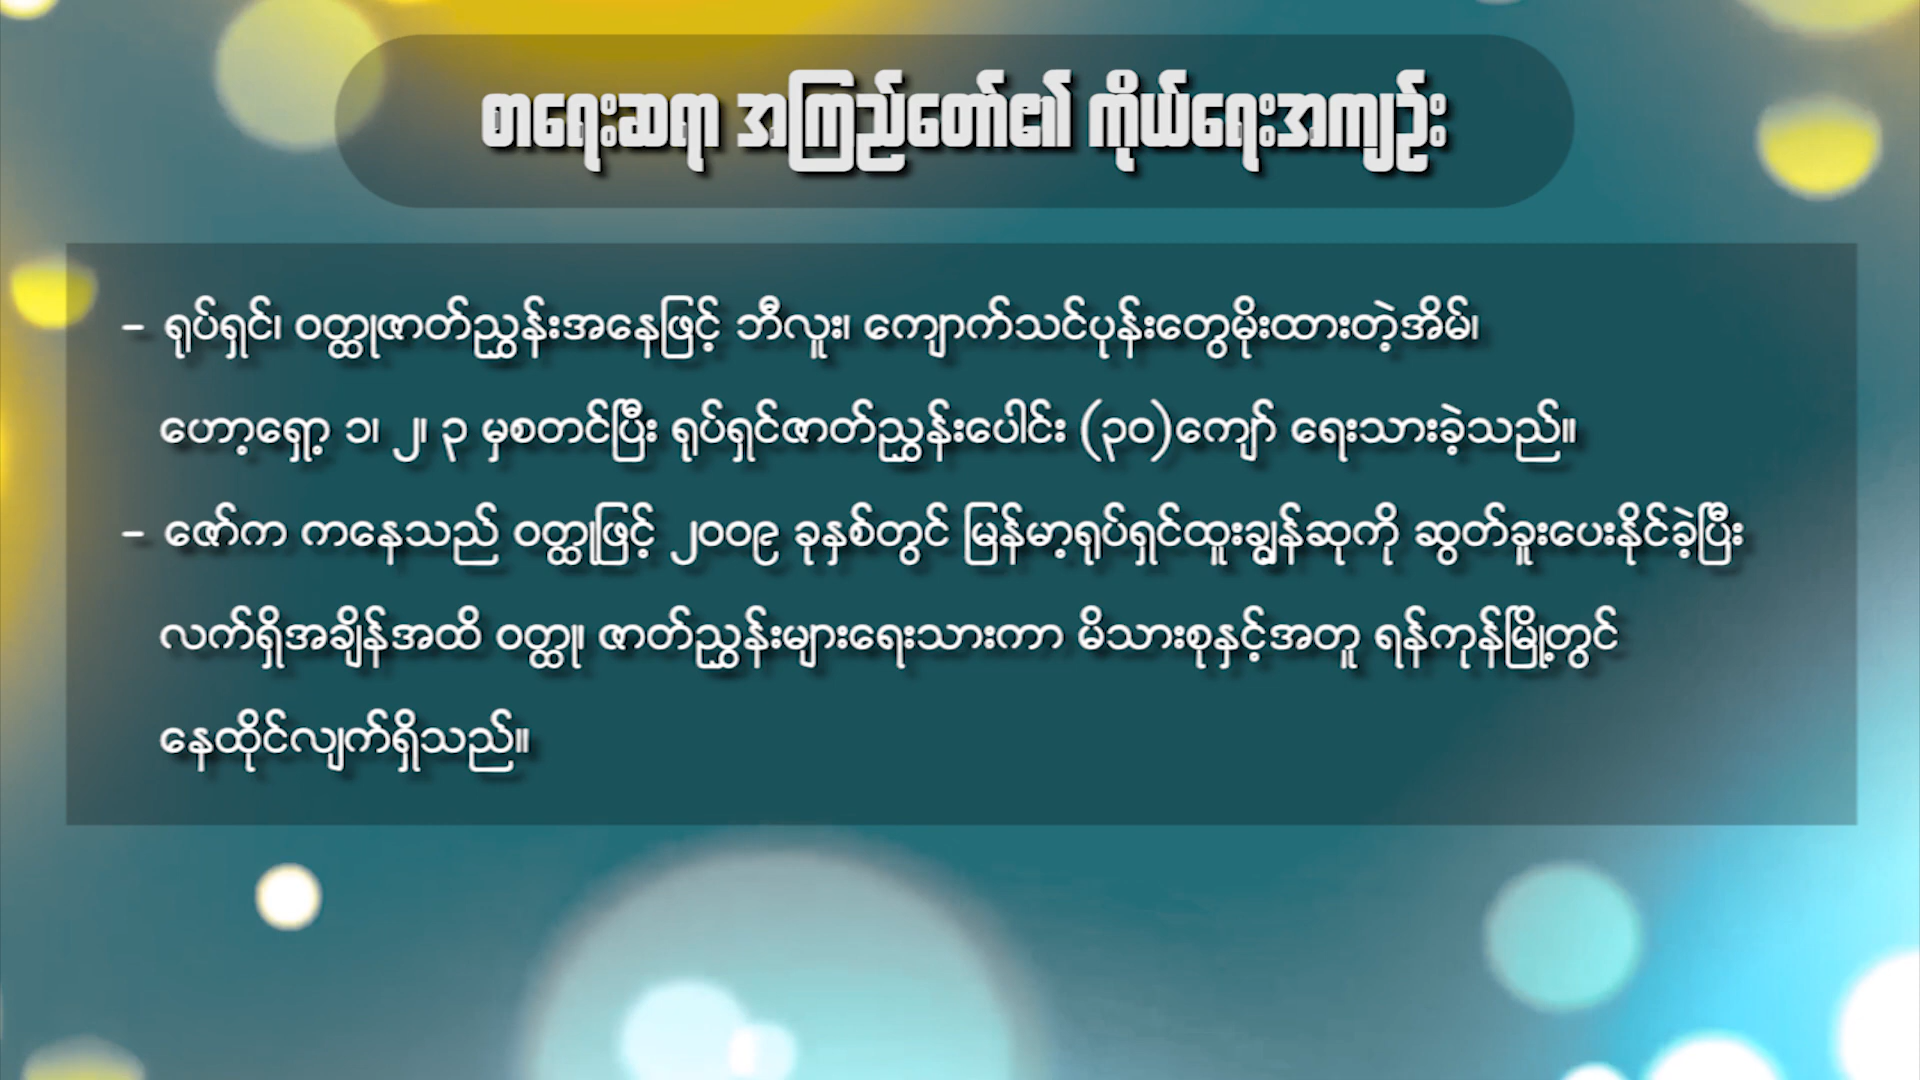 စာရေးဆရာ အကြည်တော်၏ ကိုယ်ရေးအကျဉ်း
- ရုပ်ရှင်၊ ဝတ္ထုဇာတ်ညွှန်းအနေဖြင့် ဘီလူး၊ ကျောက်သင်ပုန်းတွေမိုးထားတဲ့အိမ်၊
ဟော့ရှော့ ၁၊ ၂၊ ၃ မှစတင်ပြီး ရုပ်ရှင်ဇာတ်ညွှန်းပေါင်း (၃၀)ကျော် ရေးသားခဲ့သည်။
- ဇော်က ကနေသည် ဝတ္ထုဖြင့် ၂၀၀၉ ခုနှစ်တွင် မြန်မာ့ရုပ်ရှင်ထူးချွန်ဆုကို ဆွတ်ခူးပေးနိုင်ခဲ့ပြီး
လက်ရှိအချိန်အထိ ဝတ္ထု၊ ဇာတ်ညွှန်းများရေးသားကာ မိသားစုနှင့်အတူ ရန်ကုန်မြို့တွင်
နေထိုင်လျက်ရှိသည်။